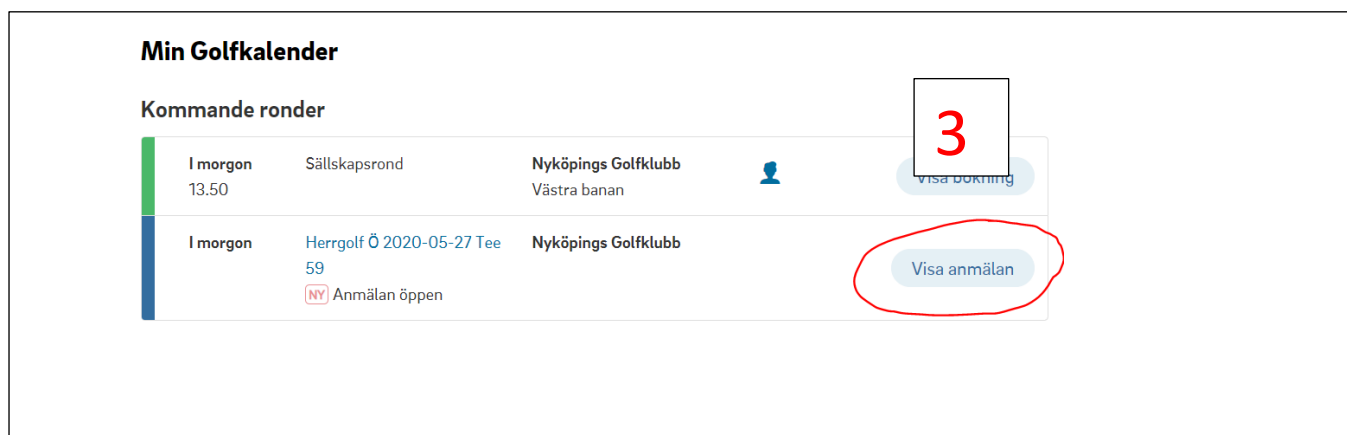 Min Golfkalender
Kommande ronder
3
I morgon Sällskapsrond Nyköpings Golfklubb
13.50 Västra banan Visa bokning
I morgon Herrgolf Ö 2020-05-27 Tee Nyköpings Golfklubb
59 Visa anmälan
NY Anmälan öppen